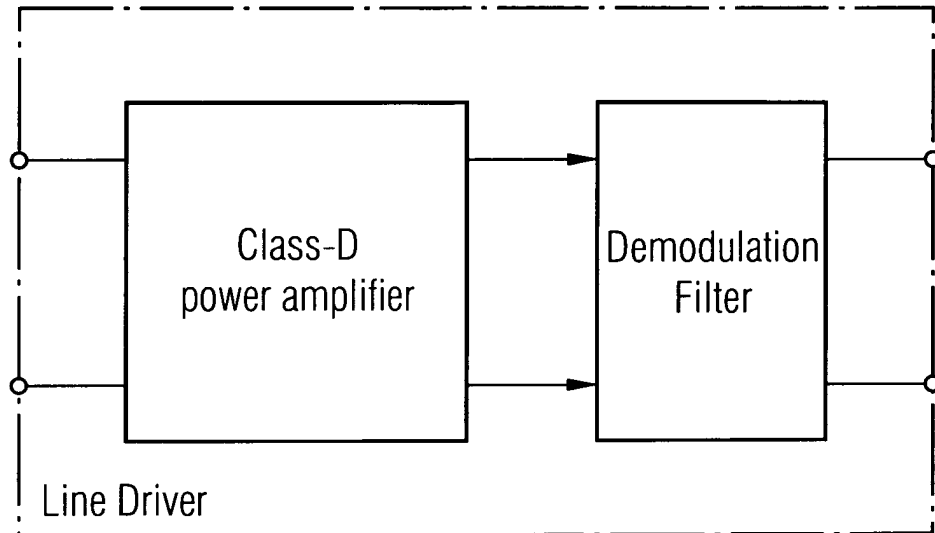 Class-D
power amplifier
Demodulation
Filter
Line Driver